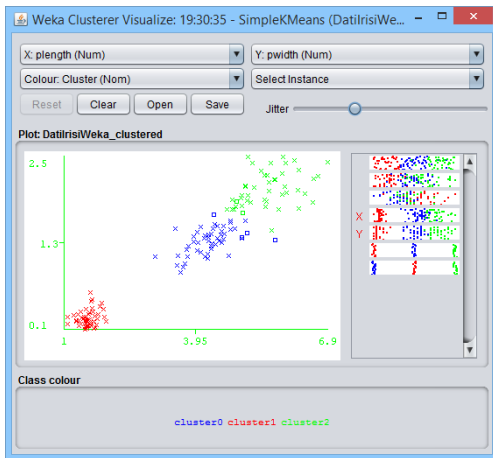 Weka Clusterer Visualize: 19:30:35 - SimpleKMeans (DatiIrisiWe...
X: plength (Num)
Y: pwidth (Num)
Colour: Cluster (Nom)
Select Instance
Reset
Clear
Open
Save
Jitter
Plot: DatiIrisiWeka_clustered
2.5
1.3
0.1
1
3.95
6.9
X
Y
Class colour
cluster0 cluster1 cluster2